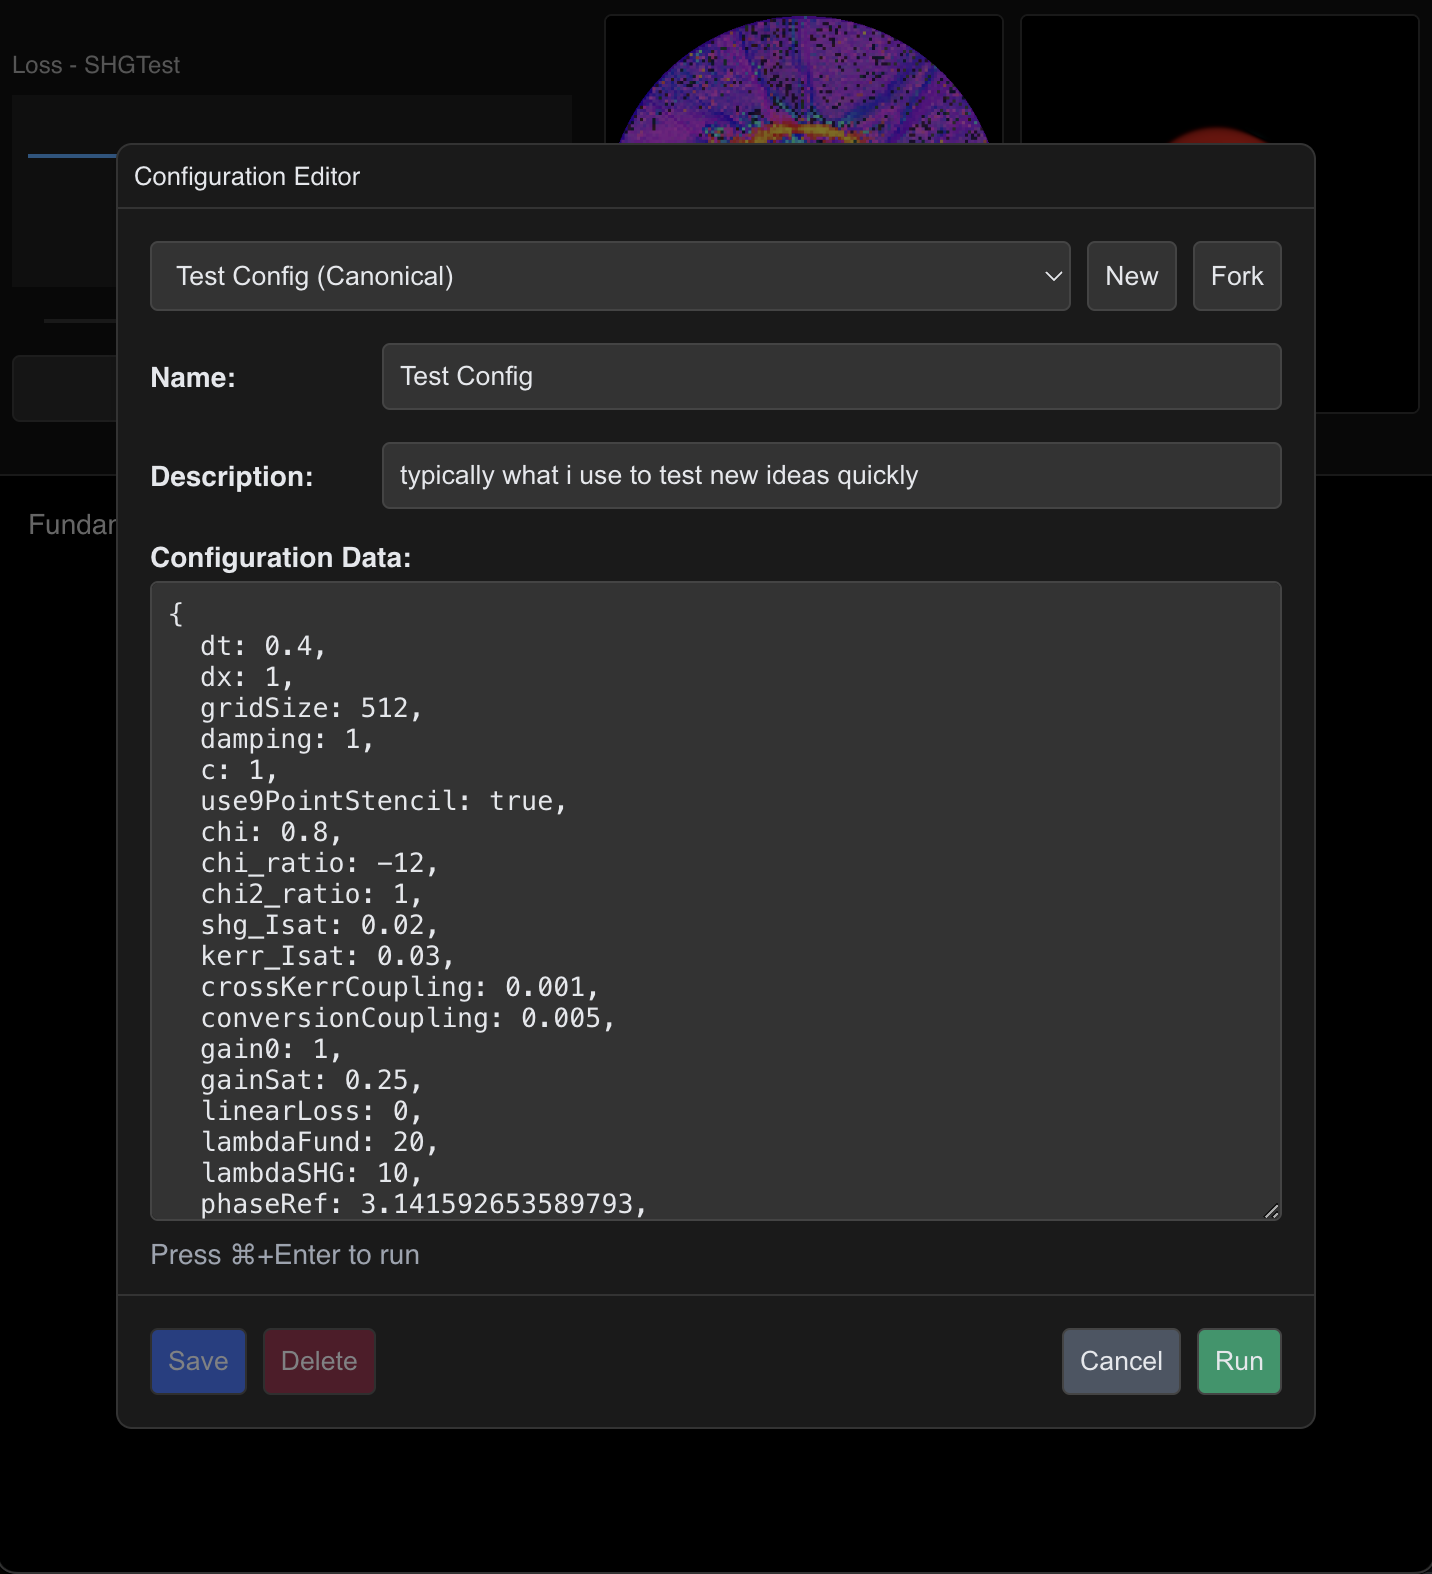 Loss - SHGTest
Configuration Editor
Test Config (Canonical)
New
Fork
Name:
Test Config
Description:
typically what i use to test new ideas quickly
Fundar
Configuration Data:
{
  dt: 0.4,
  dx: 1,
  gridSize: 512,
  damping: 1,
  c: 1,
  use9PointStencil: true,
  chi: 0.8,
  chi_ratio: -12,
  chi2_ratio: 1,
  shg_Isat: 0.02,
  kerr_Isat: 0.03,
  crossKerrCoupling: 0.001,
  conversionCoupling: 0.005,
  gain0: 1,
  gainSat: 0.25,
  linearLoss: 0,
  lambdaFund: 20,
  lambdaSHG: 10,
  phaseRef: 3.141592653589793,
Press ⌘+Enter to run
Save
Delete
Cancel
Run